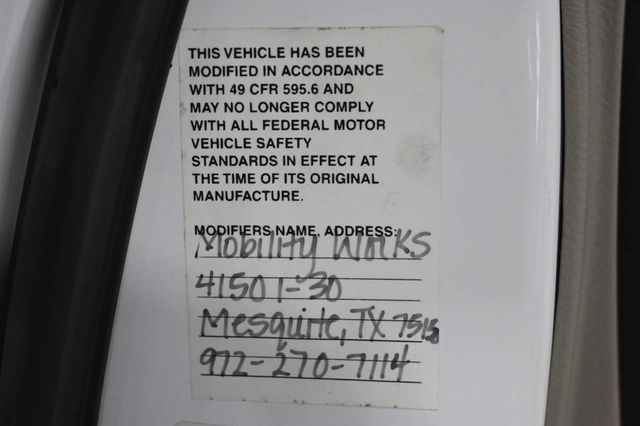 THIS VEHICLE HAS BEEN
MODIFIED IN ACCORDANCE
WITH 49 CFR 595.6 AND
MAY NO LONGER COMPLY
WITH ALL FEDERAL MOTOR
VEHICLE SAFETY
STANDARDS IN EFFECT AT
THE TIME OF ITS ORIGINAL
MANUFACTURE.
MODIFIERS NAME, ADDRESS:
Mobility Works
4150 I-30
Mesquite, TX
972-270-7114